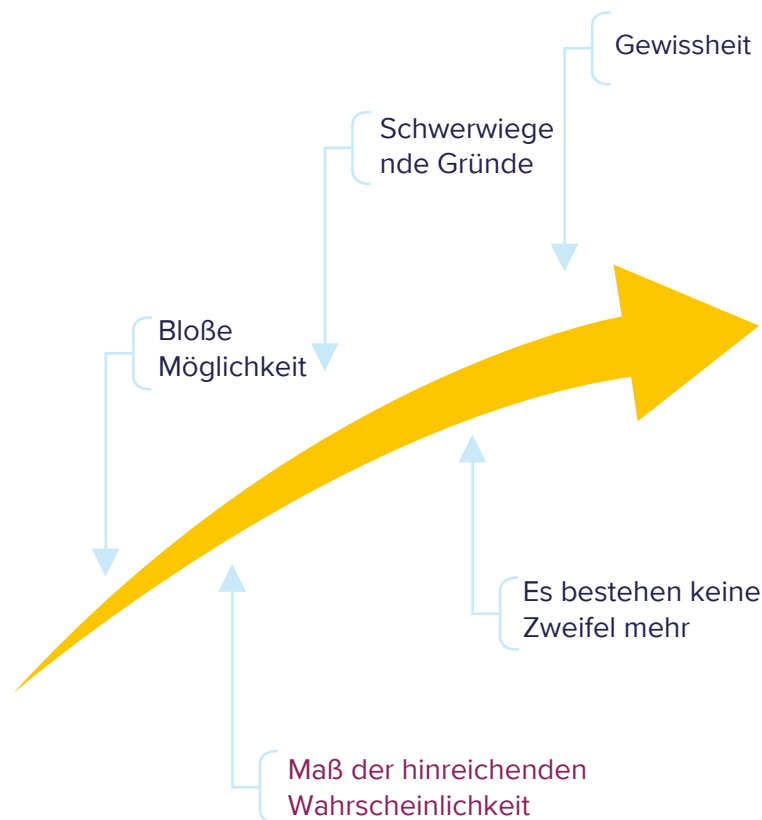 Gewissheit
Schwerwiege
nde Gründe
Bloße
Möglichkeit
Es bestehen keine
Zweifel mehr
Maß der hinreichenden
Wahrscheinlichkeit